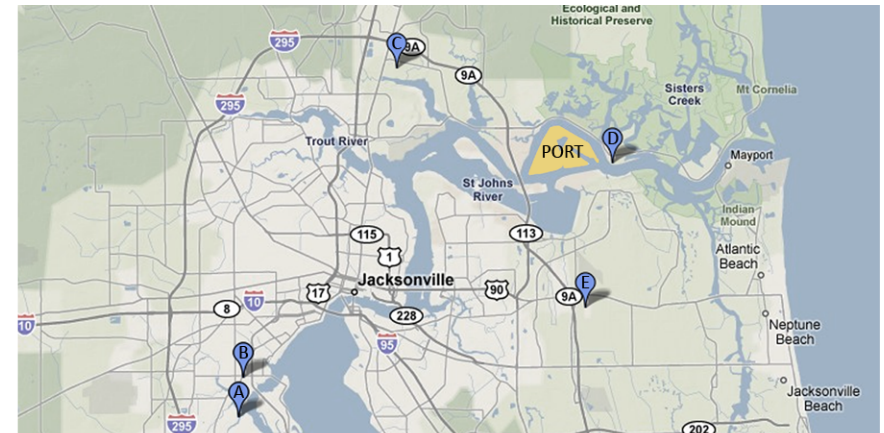 Ecological and
Historical Preserve
295
C
9A
9A
Sisters
Creek
Mt Cornelia
295
Trout River
PORT
D
Mayport
St Johns
River
Indian
Mound
115
113
1
Atlantic
Beach
Jacksonville
E
17
90
9A
10
8
10
228
Neptune
Beach
95
B
A
Jacksonville
Beach
295
202